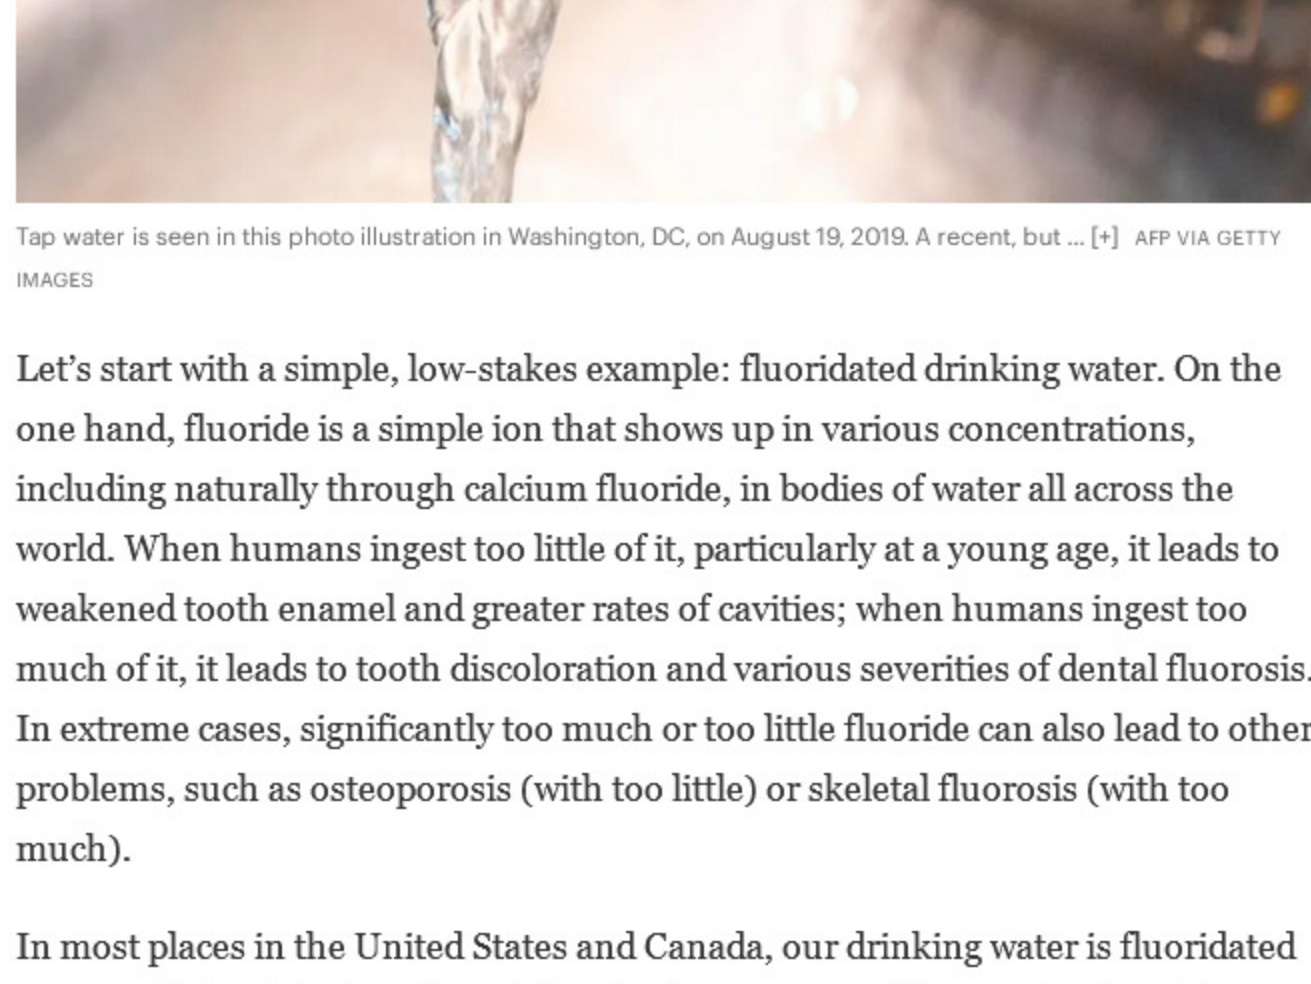 Tap water is seen in this photo illustration in Washington, DC, on August 19, 2019. A recent, but ... [+] AFP VIA GETTY
IMAGES
Let’s start with a simple, low-stakes example: fluoridated drinking water. On the
one hand, fluoride is a simple ion that shows up in various concentrations,
including naturally through calcium fluoride, in bodies of water all across the
world. When humans ingest too little of it, particularly at a young age, it leads to
weakened tooth enamel and greater rates of cavities; when humans ingest too
much of it, it leads to tooth discoloration and various severities of dental fluorosis.
In extreme cases, significantly too much or too little fluoride can also lead to other
problems, such as osteoporosis (with too little) or skeletal fluorosis (with too
much).
In most places in the United States and Canada, our drinking water is fluoridated